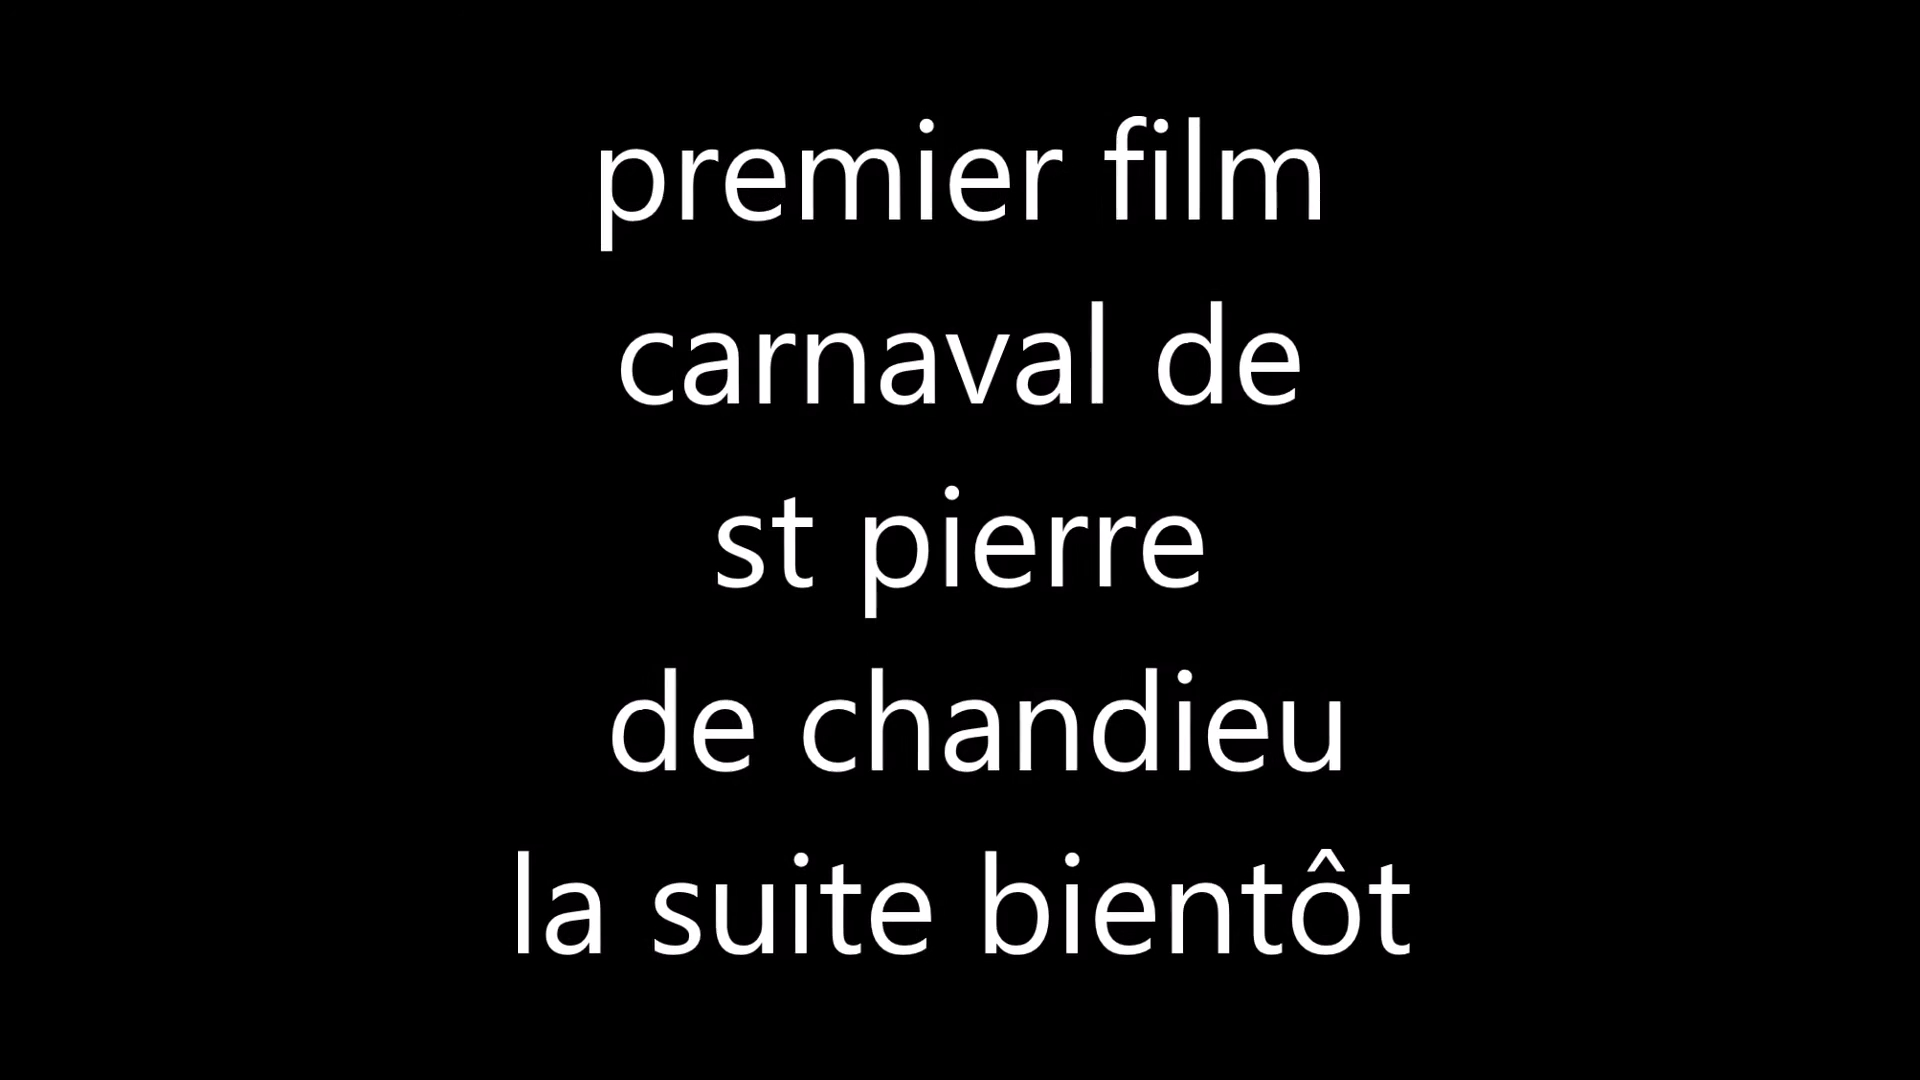 premier film
carnaval de
st pierre
de chandieu
la suite bientôt